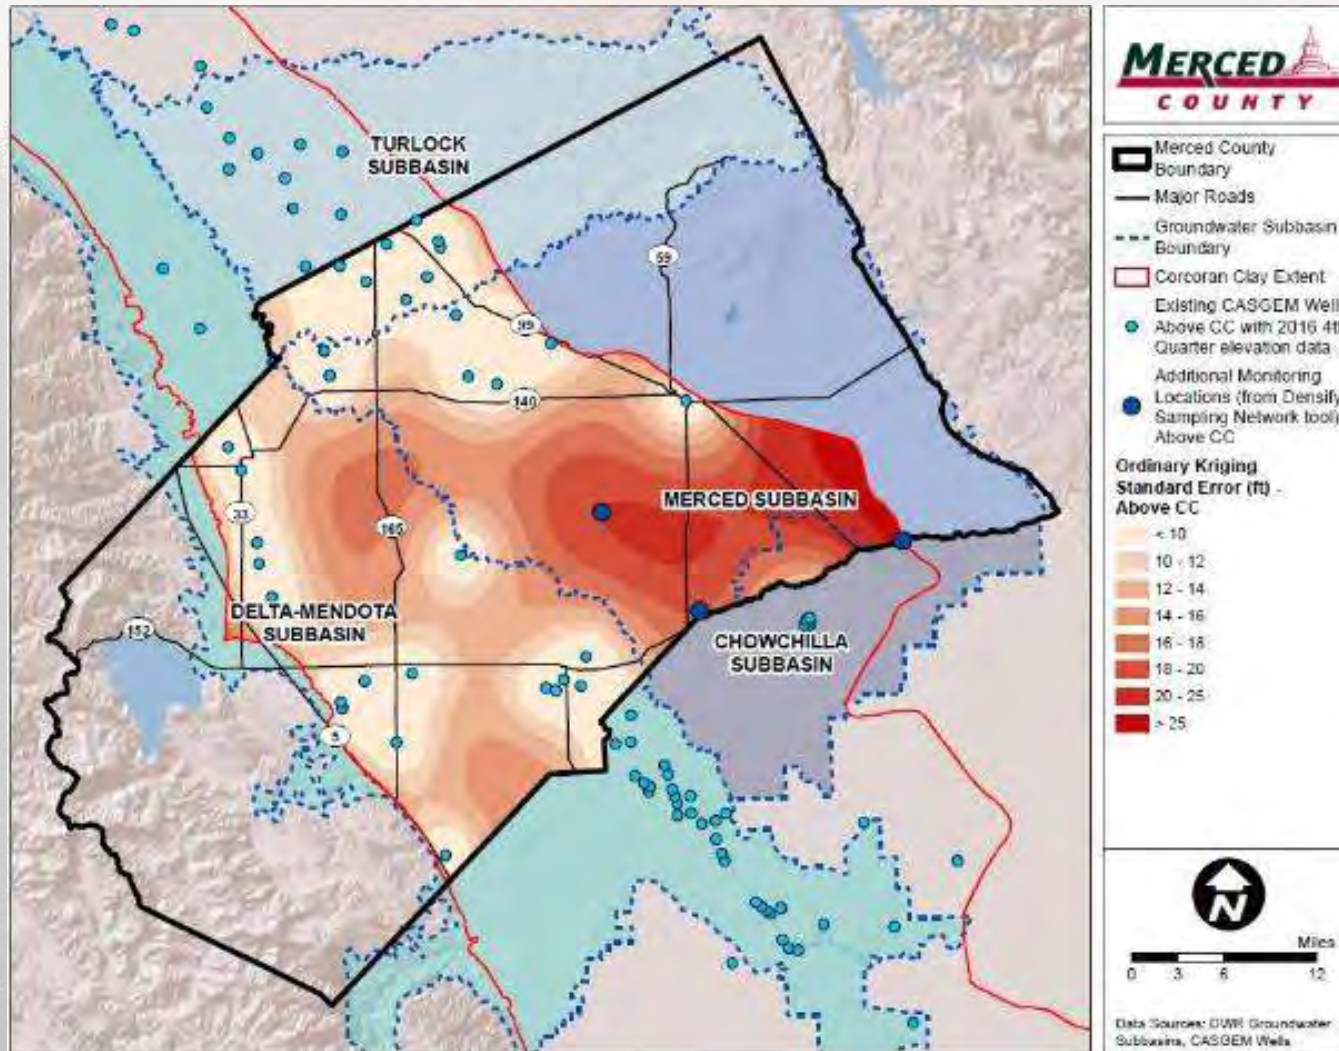 MERCED
COUNTY
Merced County
Boundary
Major Roads
Groundwater Subbasin
Boundary
Corcoran Clay Extent
Existing CASGEM Well
Above CC with 2016 4th
Quarter elevation data
Additional Monitoring
Locations (from Densify
Sampling Network tool)
Above CC
Ordinary Kriging
Standard Error (ft) -
Above CC
< 10
10 - 12
12 - 14
14 - 16
16 - 18
18 - 20
20 - 25
> 25
N
Miles
0 3 6 12
Data Sources: DWR Groundwater
Subbasins, CASGEM Wells
TURLOCK
SUBBASIN
59
99
140
MERCED SUBBASIN
33
165
DELTA-MENDOTA
SUBBASIN
152
CHOWCHILLA
SUBBASIN
5